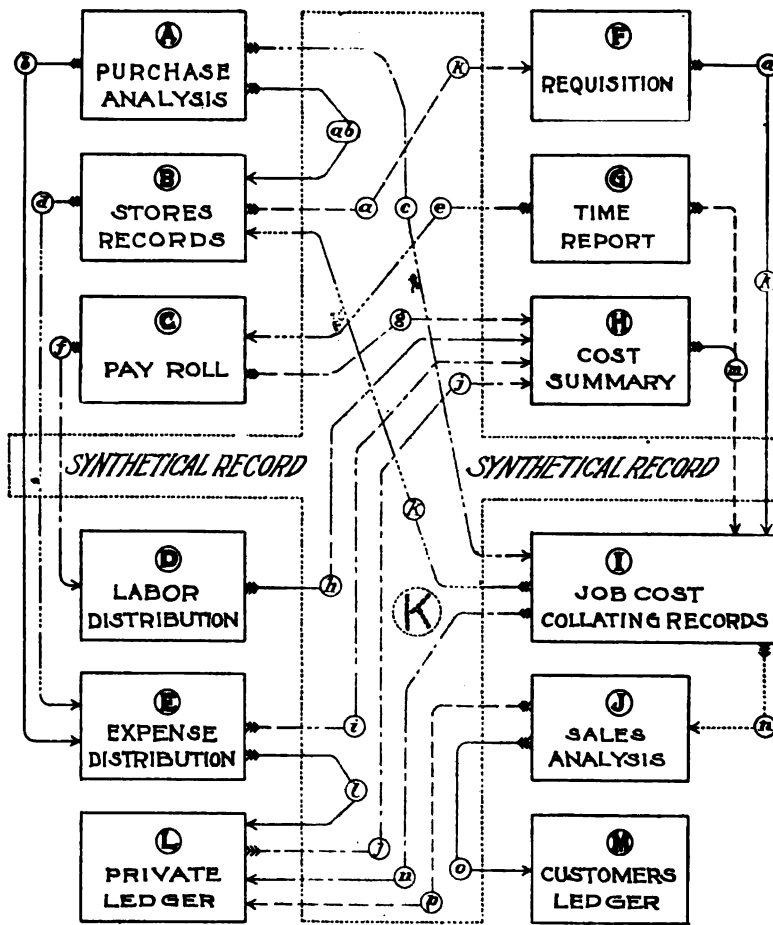 A
PURCHASE
ANALYSIS
b
ab
B
STORES
RECORDS
d
a
c
e
k
F
REQUISITION
a
G
TIME
REPORT
k
C
PAY ROLL
f
g
H
COST
SUMMARY
j
m
SYNTHETICAL RECORD
SYNTHETICAL RECORD
K
D
LABOR
DISTRIBUTION
h
K
I
JOB COST
COLLATING RECORDS
E
EXPENSE
DISTRIBUTION
i
l
J
SALES
ANALYSIS
n
L
PRIVATE
LEDGER
j
u
p
o
M
CUSTOMERS
LEDGER